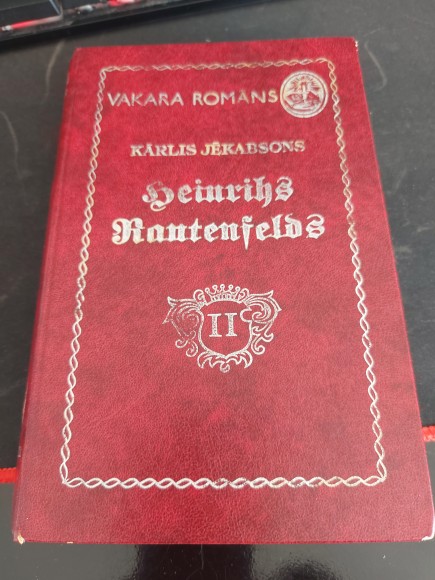 VAKARA ROMĀNS
KĀRLIS JĒKABSONS
Heinrihs
Rautenfelds
II